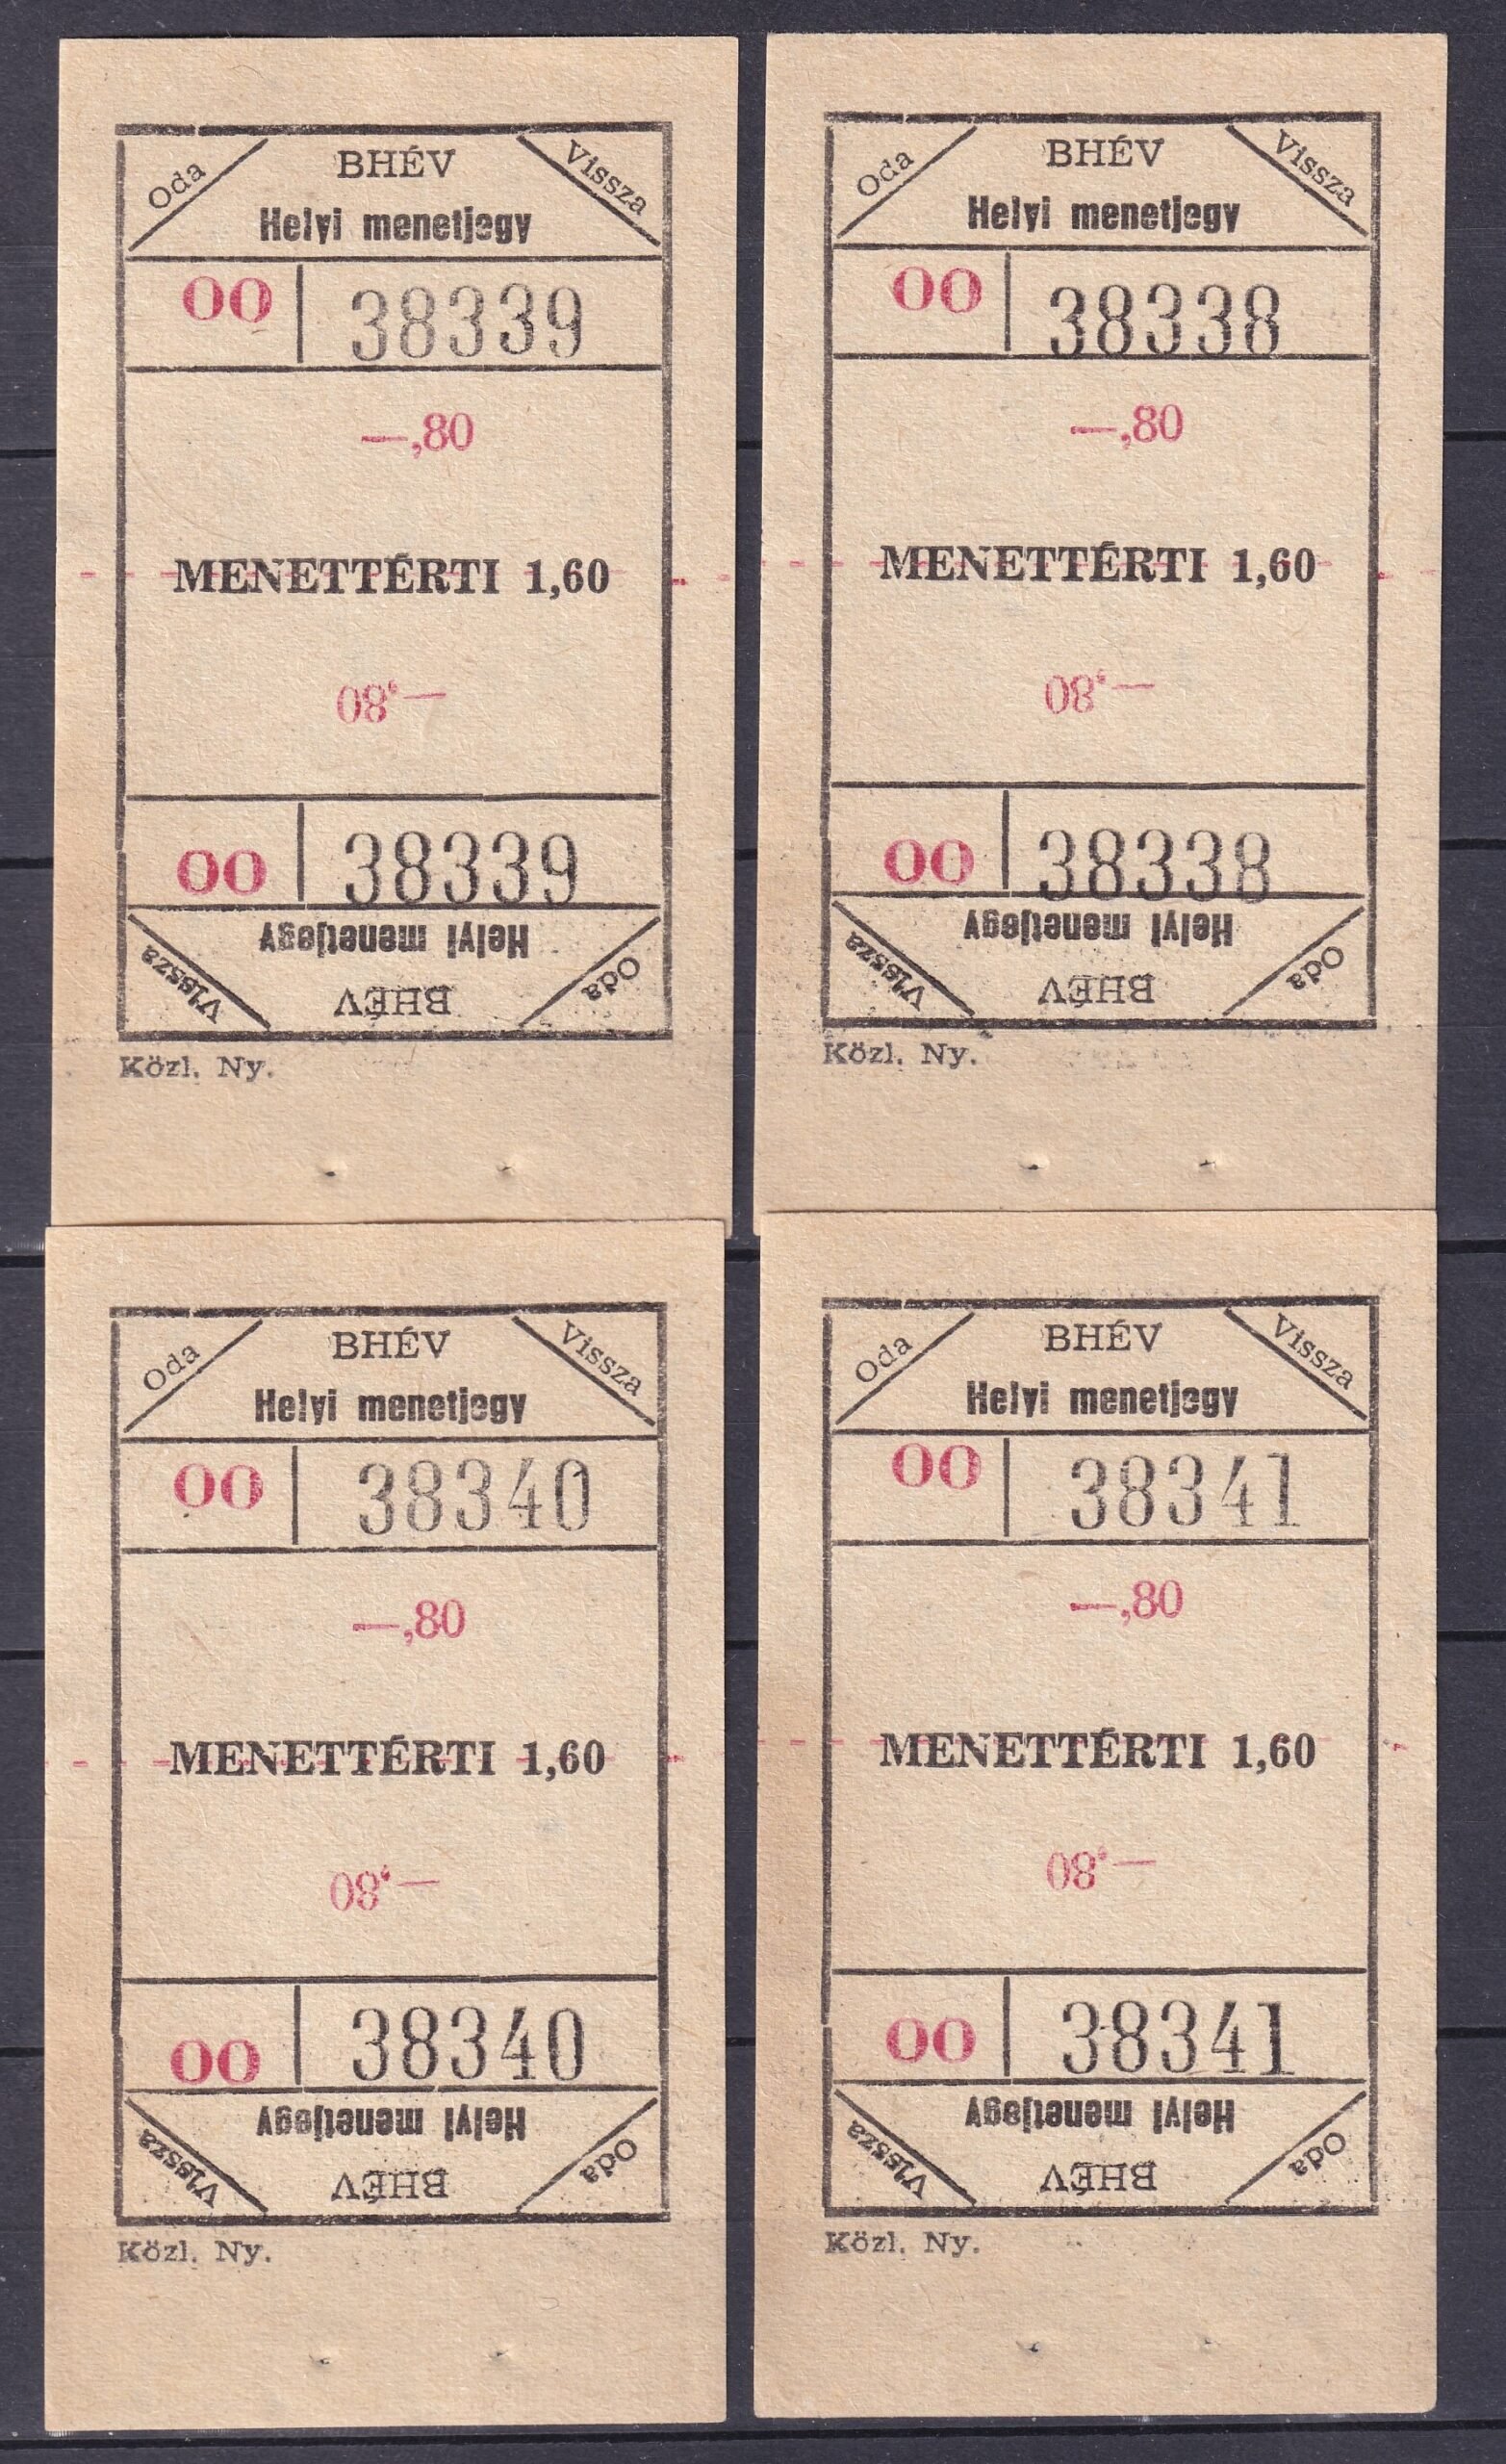 Oda BHÉV Vissza
Helyi menetjegy
00 38339
—,80
MENETTÉRTI 1,60
—,80
00 38339
Helyi menetjegy
Vissza BHÉV Oda
Közl. Ny.
Oda BHÉV Vissza
Helyi menetjegy
00 38338
—,80
MENETTÉRTI 1,60
—,80
00 38338
Helyi menetjegy
Vissza BHÉV Oda
Közl. Ny.
Oda BHÉV Vissza
Helyi menetjegy
00 38340
—,80
MENETTÉRTI 1,60
—,80
00 38340
Helyi menetjegy
Vissza BHÉV Oda
Közl. Ny.
Oda BHÉV Vissza
Helyi menetjegy
00 38341
—,80
MENETTÉRTI 1,60
—,80
00 38341
Helyi menetjegy
Vissza BHÉV Oda
Közl. Ny.